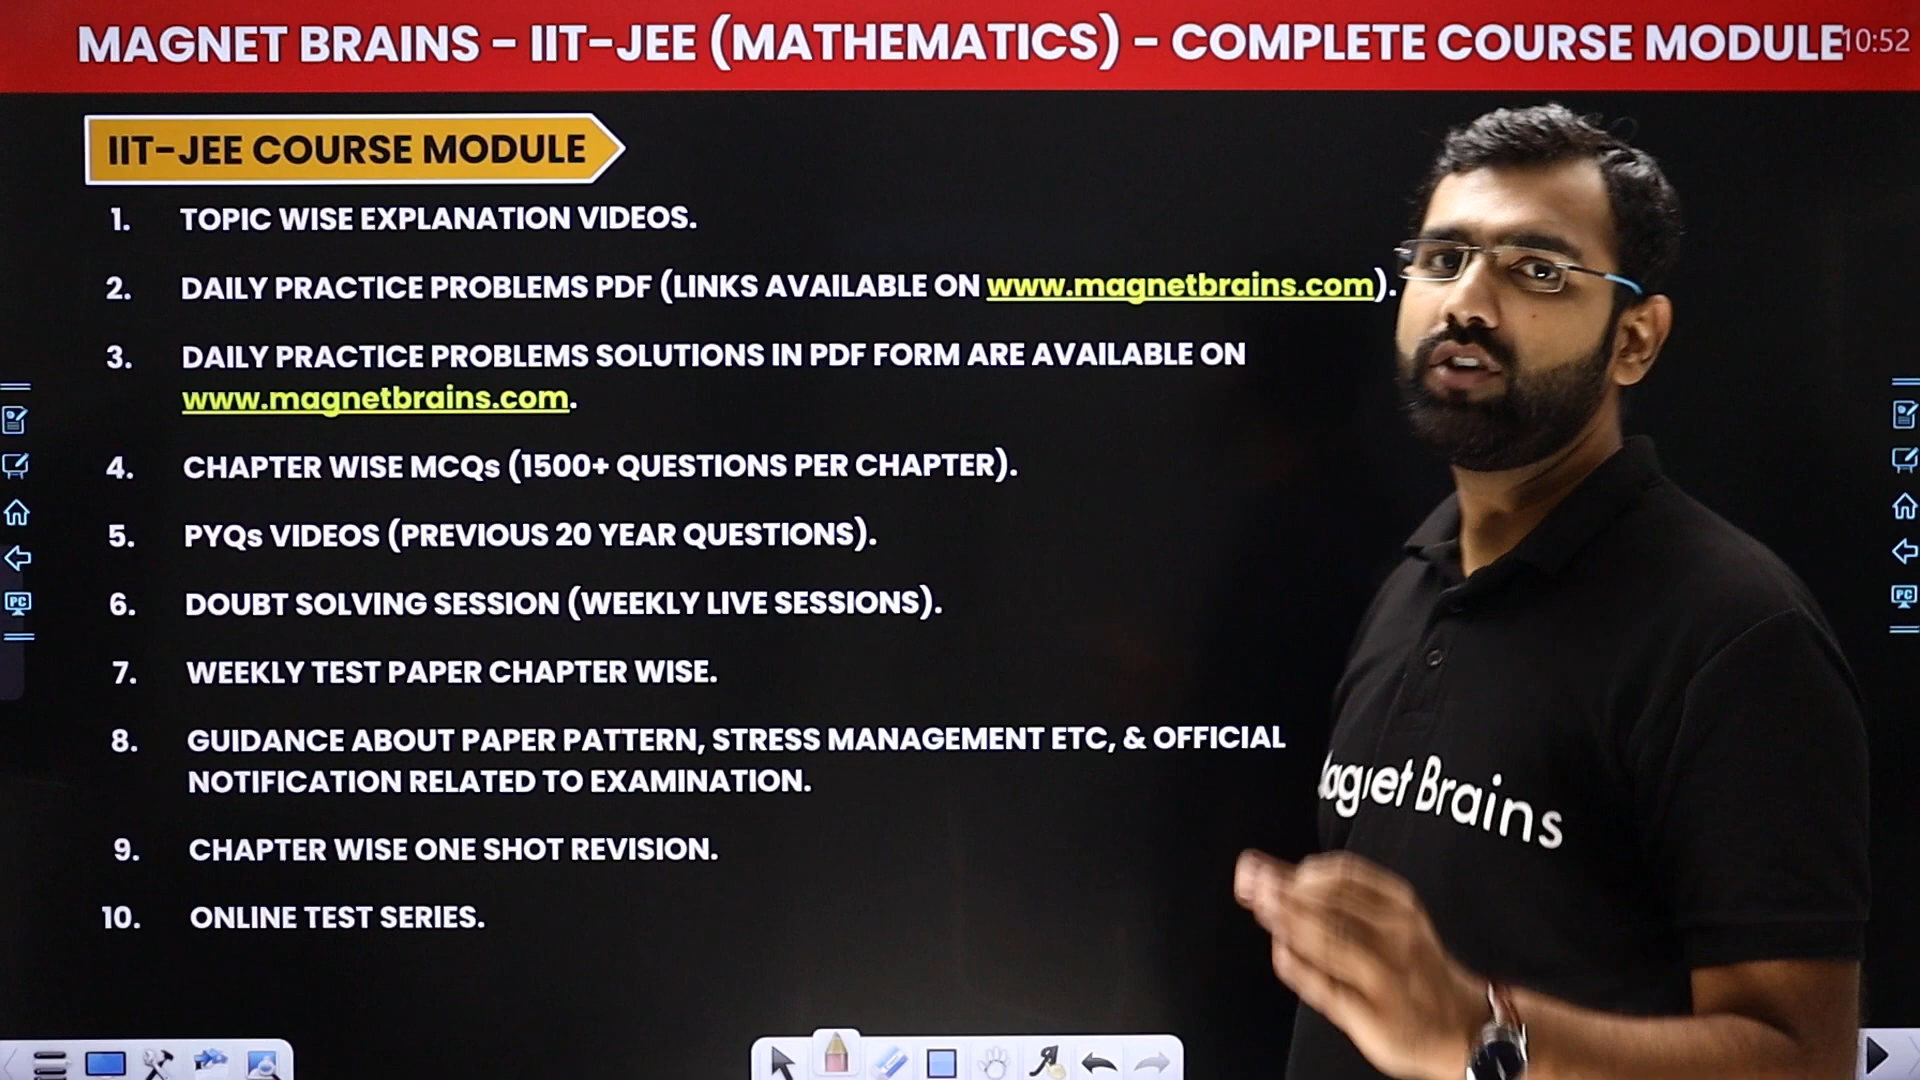 MAGNET BRAINS - IIT-JEE (MATHEMATICS) - COMPLETE COURSE MODULE
10:52
IIT-JEE COURSE MODULE
1. TOPIC WISE EXPLANATION VIDEOS.
2. DAILY PRACTICE PROBLEMS PDF (LINKS AVAILABLE ON www.magnetbrains.com).
3. DAILY PRACTICE PROBLEMS SOLUTIONS IN PDF FORM ARE AVAILABLE ON
www.magnetbrains.com.
4. CHAPTER WISE MCQs (1500+ QUESTIONS PER CHAPTER).
5. PYQs VIDEOS (PREVIOUS 20 YEAR QUESTIONS).
6. DOUBT SOLVING SESSION (WEEKLY LIVE SESSIONS).
7. WEEKLY TEST PAPER CHAPTER WISE.
8. GUIDANCE ABOUT PAPER PATTERN, STRESS MANAGEMENT ETC, & OFFICIAL
NOTIFICATION RELATED TO EXAMINATION.
9. CHAPTER WISE ONE SHOT REVISION.
10. ONLINE TEST SERIES.
PC
PC
Magnet Brains